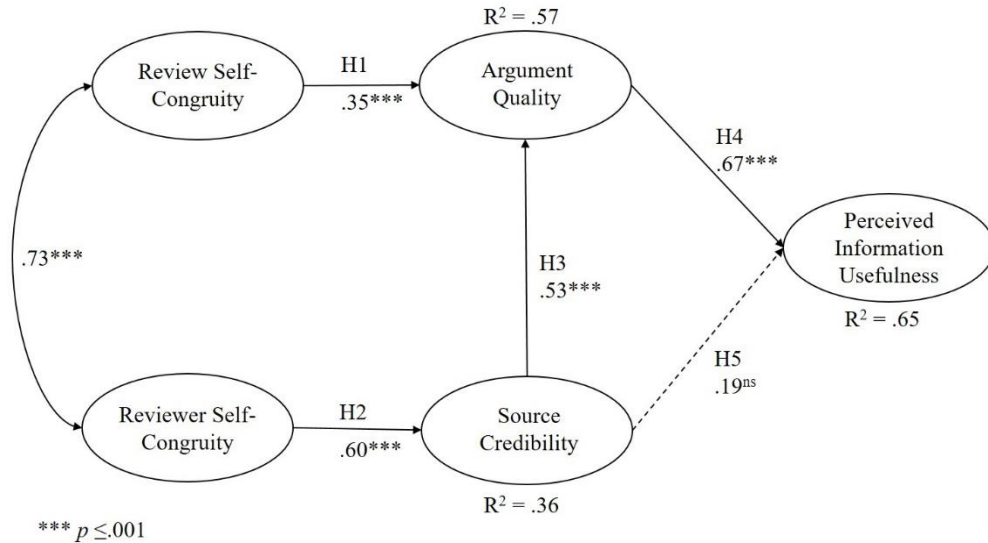 R² = .57
Review Self-
Congruity
H1
.35***
Argument
Quality
H4
.67***
.73***
H3
.53***
Perceived
Information
Usefulness
R² = .65
H5
.19ⁿˢ
Reviewer Self-
Congruity
H2
.60***
Source
Credibility
R² = .36
*** p ≤.001